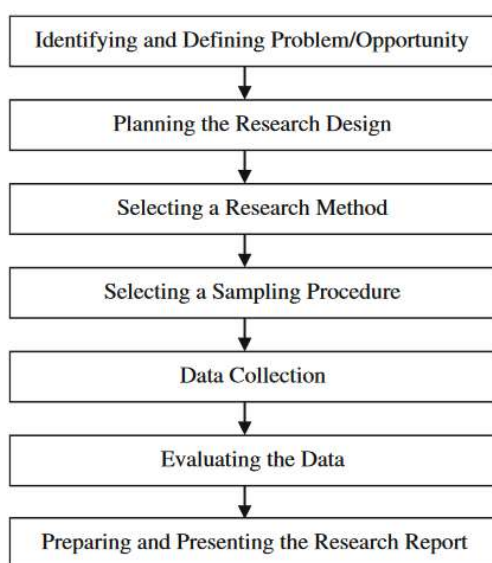 Identifying and Defining Problem/Opportunity
Planning the Research Design
Selecting a Research Method
Selecting a Sampling Procedure
Data Collection
Evaluating the Data
Preparing and Presenting the Research Report